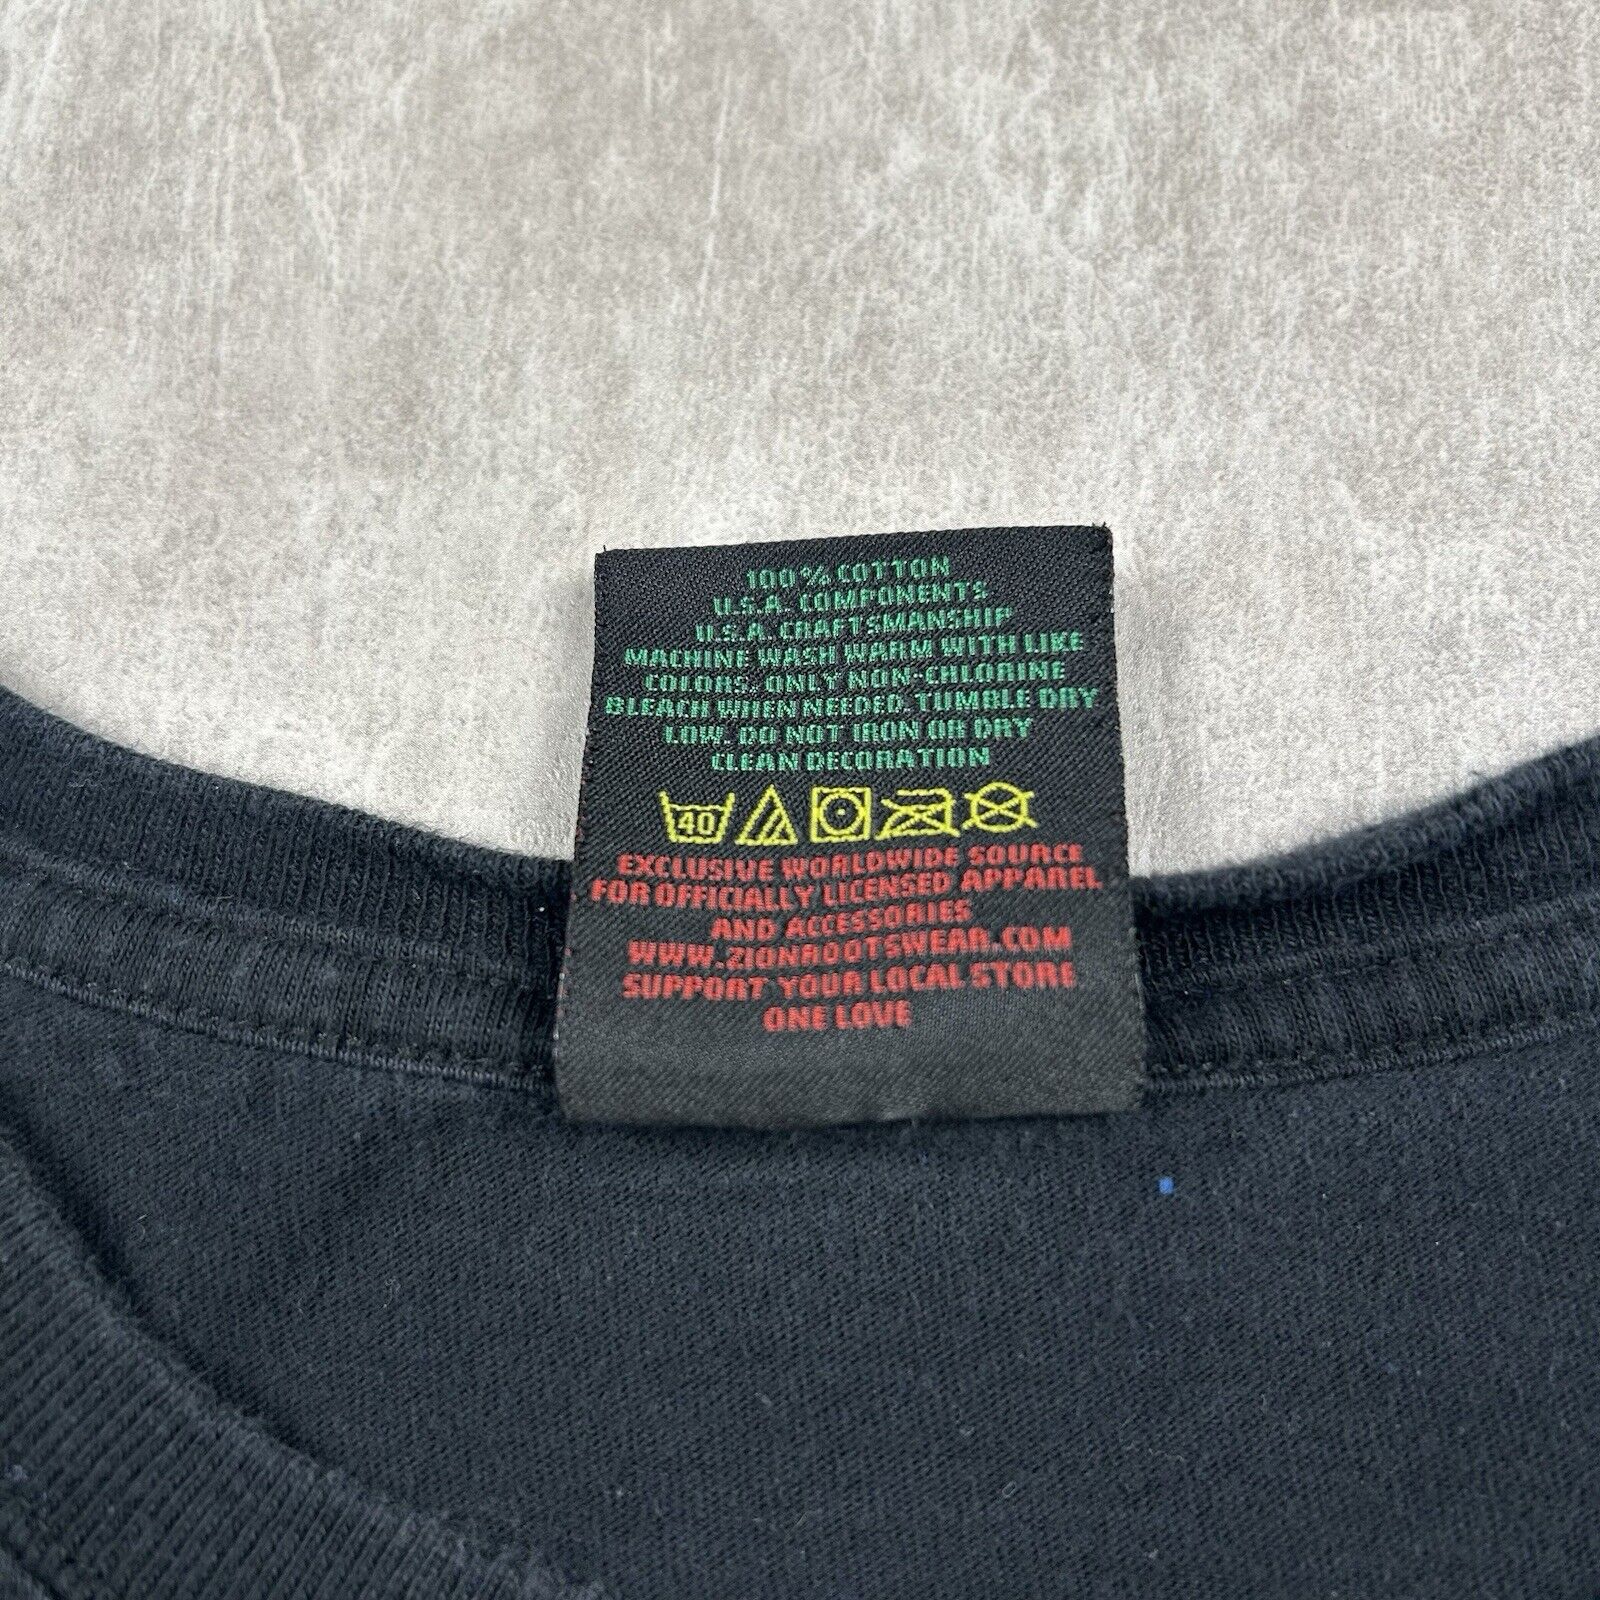 100% COTTON
U.S.A. COMPONENTS
U.S.A. CRAFTSMANSHIP
MACHINE WASH WARM WITH LIKE
COLORS. ONLY NON-CHLORINE
BLEACH WHEN NEEDED. TUMBLE DRY
LOW. DO NOT IRON OR DRY
CLEAN DECORATION
40
EXCLUSIVE WORLDWIDE SOURCE
FOR OFFICIALLY LICENSED APPAREL
AND ACCESSORIES
WWW.ZIONROOTSWEAR.COM
SUPPORT YOUR LOCAL STORE
ONE LOVE